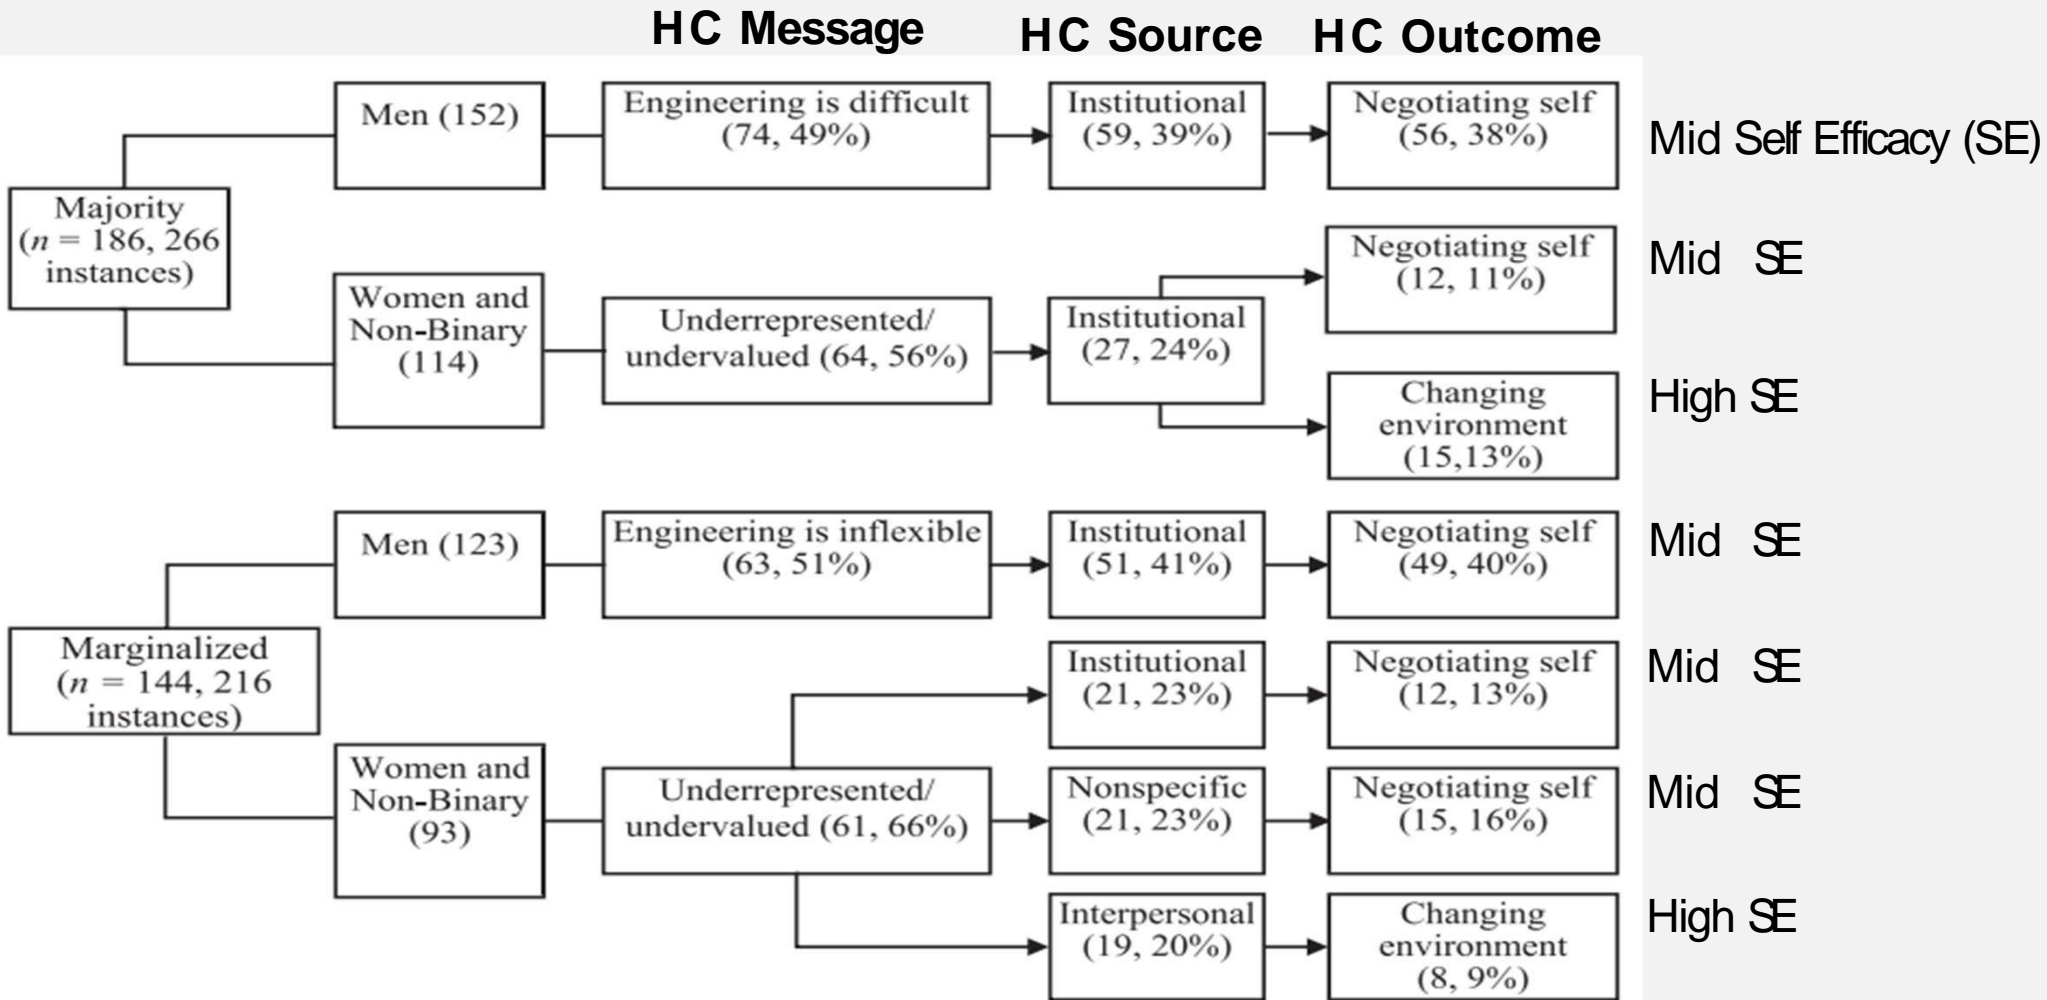 HC Message
HC Source
HC Outcome
Men (152)
Engineering is difficult
(74, 49%)
Institutional
(59, 39%)
Negotiating self
(56, 38%)
Mid Self Efficacy (SE)
Majority
(n = 186, 266
instances)
Women and
Non-Binary
(114)
Underrepresented/
undervalued (64, 56%)
Institutional
(27, 24%)
Negotiating self
(12, 11%)
Mid SE
Changing
environment
(15,13%)
High SE
Marginalized
(n = 144, 216
instances)
Men (123)
Engineering is inflexible
(63, 51%)
Institutional
(51, 41%)
Negotiating self
(49, 40%)
Mid SE
Women and
Non-Binary
(93)
Underrepresented/
undervalued (61, 66%)
Institutional
(21, 23%)
Negotiating self
(12, 13%)
Mid SE
Nonspecific
(21, 23%)
Negotiating self
(15, 16%)
Mid SE
Interpersonal
(19, 20%)
Changing
environment
(8, 9%)
High SE